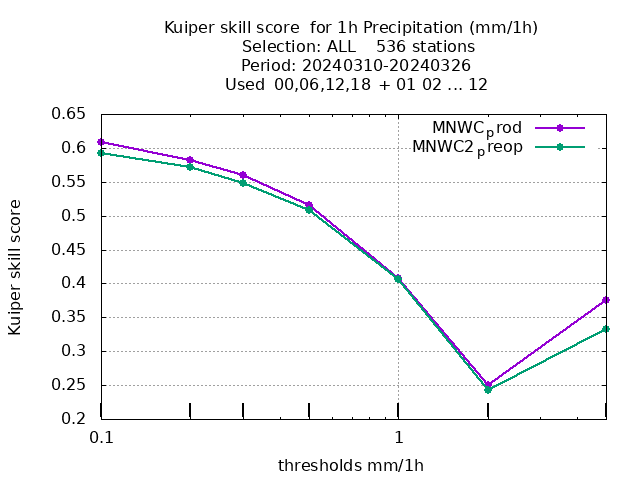 Kuiper skill score for 1h Precipitation (mm/1h)
Selection: ALL 536 stations
Period: 20240310-20240326
Used 00,06,12,18 + 01 02 ... 12
MNWCprod
MNWC2preop
0.65
0.6
0.55
0.5
0.45
0.4
0.35
0.3
0.25
0.2
Kuiper skill score
0.1
1
thresholds mm/1h